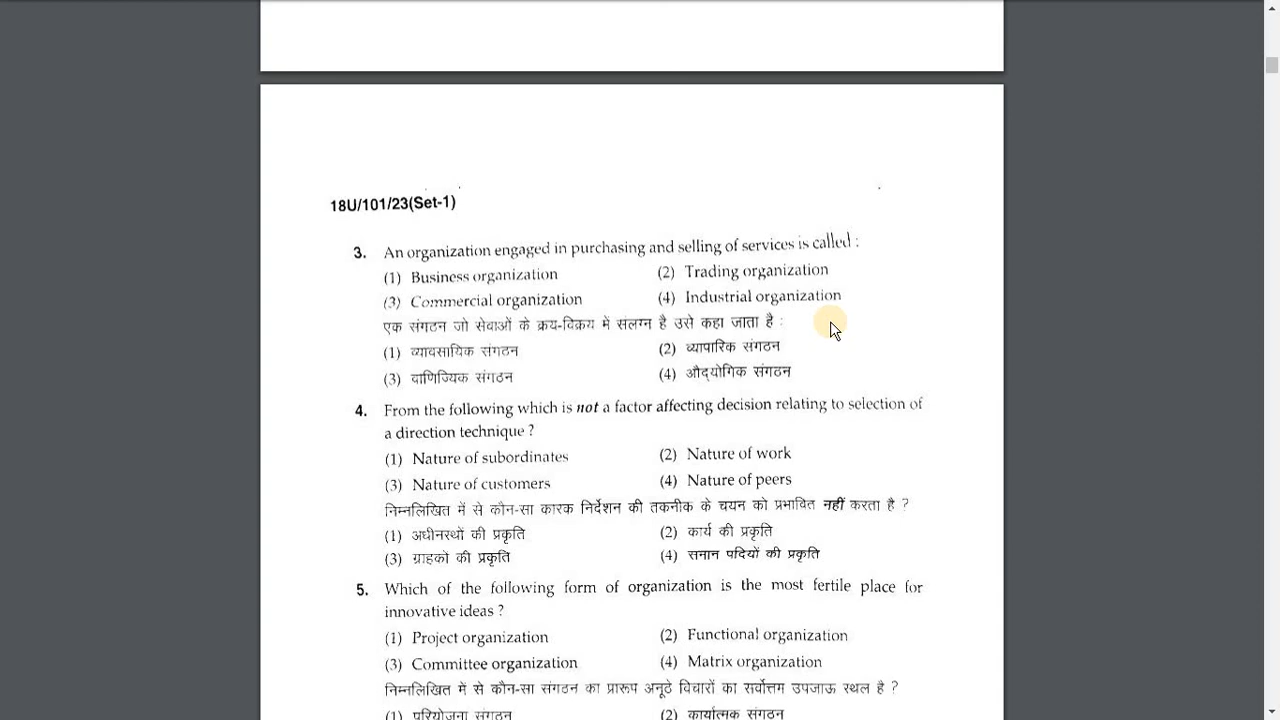 18U/101/23(Set-1)
3. An organization engaged in purchasing and selling of services is called :
(1) Business organization (2) Trading organization
(3) Commercial organization (4) Industrial organization
एक संगठन जो सेवाओं के क्रय-विक्रय में संलग्न है उसे कहा जाता है :
(1) व्यावसायिक संगठन (2) व्यापारिक संगठन
(3) वाणिज्यिक संगठन (4) औद्योगिक संगठन
4. From the following which is not a factor affecting decision relating to selection of
a direction technique ?
(1) Nature of subordinates (2) Nature of work
(3) Nature of customers (4) Nature of peers
निम्नलिखित में से कौन-सा कारक निर्देशन की तकनीक के चयन को प्रभावित नहीं करता है ?
(1) अधीनस्थों की प्रकृति (2) कार्य की प्रकृति
(3) ग्राहकों की प्रकृति (4) समान पदियों की प्रकृति
5. Which of the following form of organization is the most fertile place for
innovative ideas ?
(1) Project organization (2) Functional organization
(3) Committee organization (4) Matrix organization
निम्नलिखित में से कौन-सा संगठन का प्रारूप अनूठे विचारों का सर्वोत्तम उपजाऊ स्थल है ?
(1) परियोजना संगठन (2) कार्यात्मक संगठन